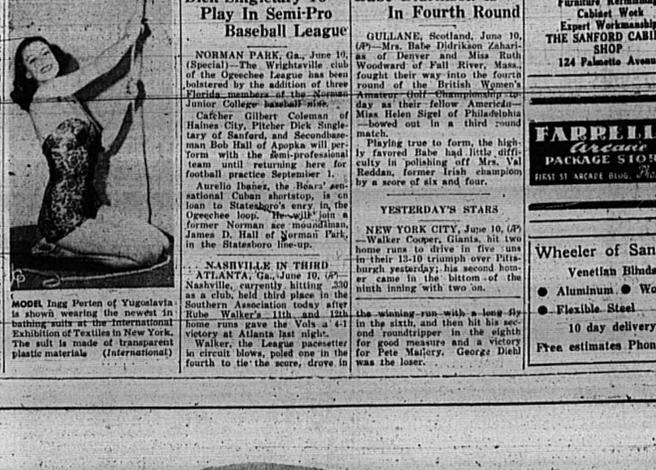 Play In Semi-Pro
Baseball League
NORMAN PARK, Ga., June 10,
(Special)—The Wrightsville club
of the Ogeechee League has been
bolstered by the addition of three
Florida members of the Norman
Junior College baseball nine.
Catcher Gilbert Coleman of
Haines City, Pitcher Dick Single-
tary of Sanford, and Secondbase-
man Bob Hall of Apopka will per-
form with the semi-professional
team until returning here for
football practice September 1.
Aurelio Ibanez, the Bears' sen-
sational Cuban shortstop, is on
loan to Statesboro's enry in the
Ogeechee loop. He will join a
former Norman ace moundsman,
James D. Hall of Norman Park,
in the Statesboro line-up.
NASHVILLE IN THIRD
ATLANTA, Ga., June 10, (AP)—
Nashville, currently hitting .330
as a club, held third place in the
Southern Association today after
Rube Walker's 11th and 12th
home runs gave the Vols a 4-1
victory at Atlanta last night.
Walker, the League pacesetter
in circuit blows, poled one in the
fourth to tie the score, drove in
In Fourth Round
GULLANE, Scotland, June 10,
(AP)—Mrs. Babe Didrikson Zahari-
as of Denver and Miss Ruth
Woodward of Fall River, Mass.,
fought their way into the fourth
round of the British Women's
Amateur Golf Championship to-
day as their fellow American—
Miss Helen Sigel of Philadelphia
—bowed out in a third round
match.
Playing true to form, the high-
ly favored Babe had little diffi-
culty in polishing off Mrs. Val
Reddan, former Irish champion
by a score of six and four.
YESTERDAY'S STARS
NEW YORK CITY, June 10, (AP)
—Walker Cooper, Giants, hit two
home runs to drive in five runs
in their 13-10 triumph over Pitts-
burgh yesterday; his second hom-
er came in the bottom of the
ninth inning with two on.
the winning run with a long fly
in the sixth, and then hit his sec-
ond roundtripper in the eighth
for good measure and a victory
for Pete Mallory. George Diehl
was the loser.
MODEL Ingg Perten of Yugoslavia
is shown wearing the newest in
bathing suits at the International
Exhibition of Textiles in New York.
The suit is made of transparent
plastic materials (International)
Cabinet Work
Expert Workmanship
THE SANFORD CABI
SHOP
124 Palmetto Avenu
FARRELL
Arcade
PACKAGE STOR
FIRST ST ARCADE BLDG. Pho
Wheeler of San
Venetian Blinds
● Aluminum ● Wo
● Flexible Steel
10 day delivery
Free estimates Phon